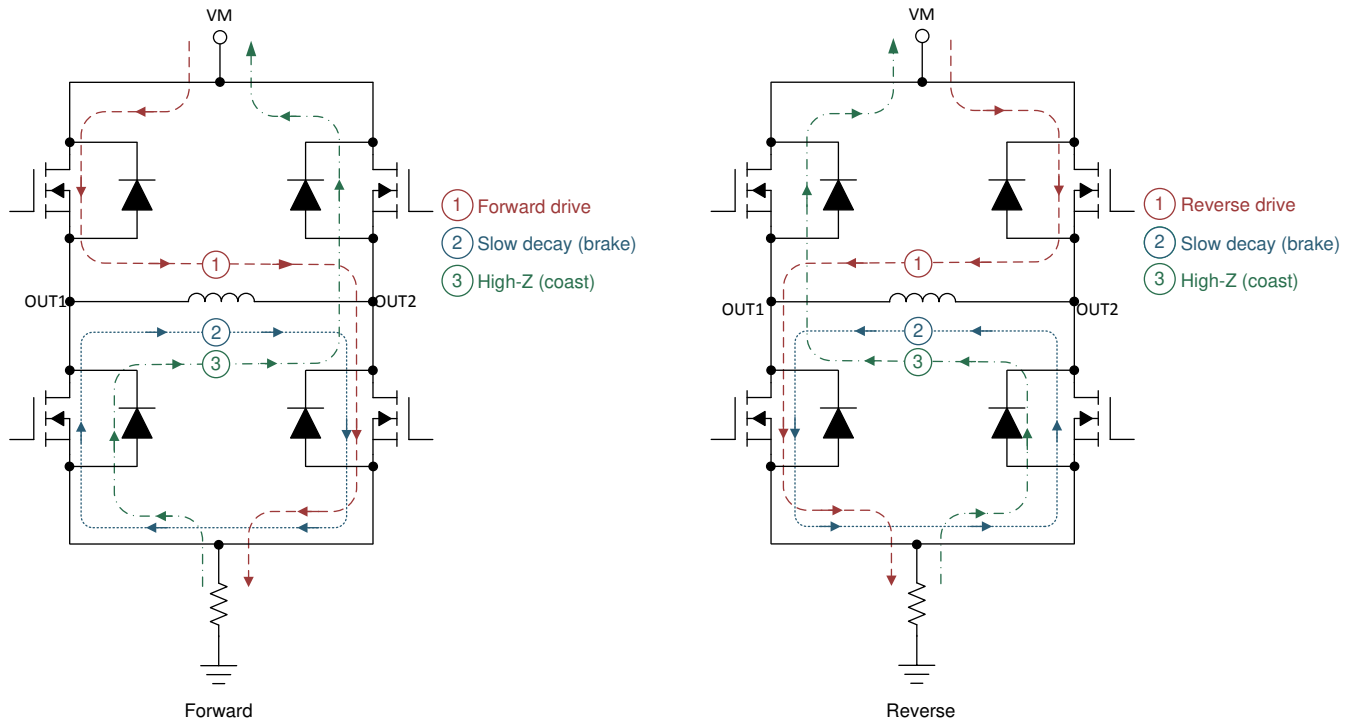 VM
1 Forward drive
2 Slow decay (brake)
3 High-Z (coast)
1
OUT1
OUT2
2
3
Forward
VM
1 Reverse drive
2 Slow decay (brake)
3 High-Z (coast)
1
OUT1
OUT2
2
3
Reverse